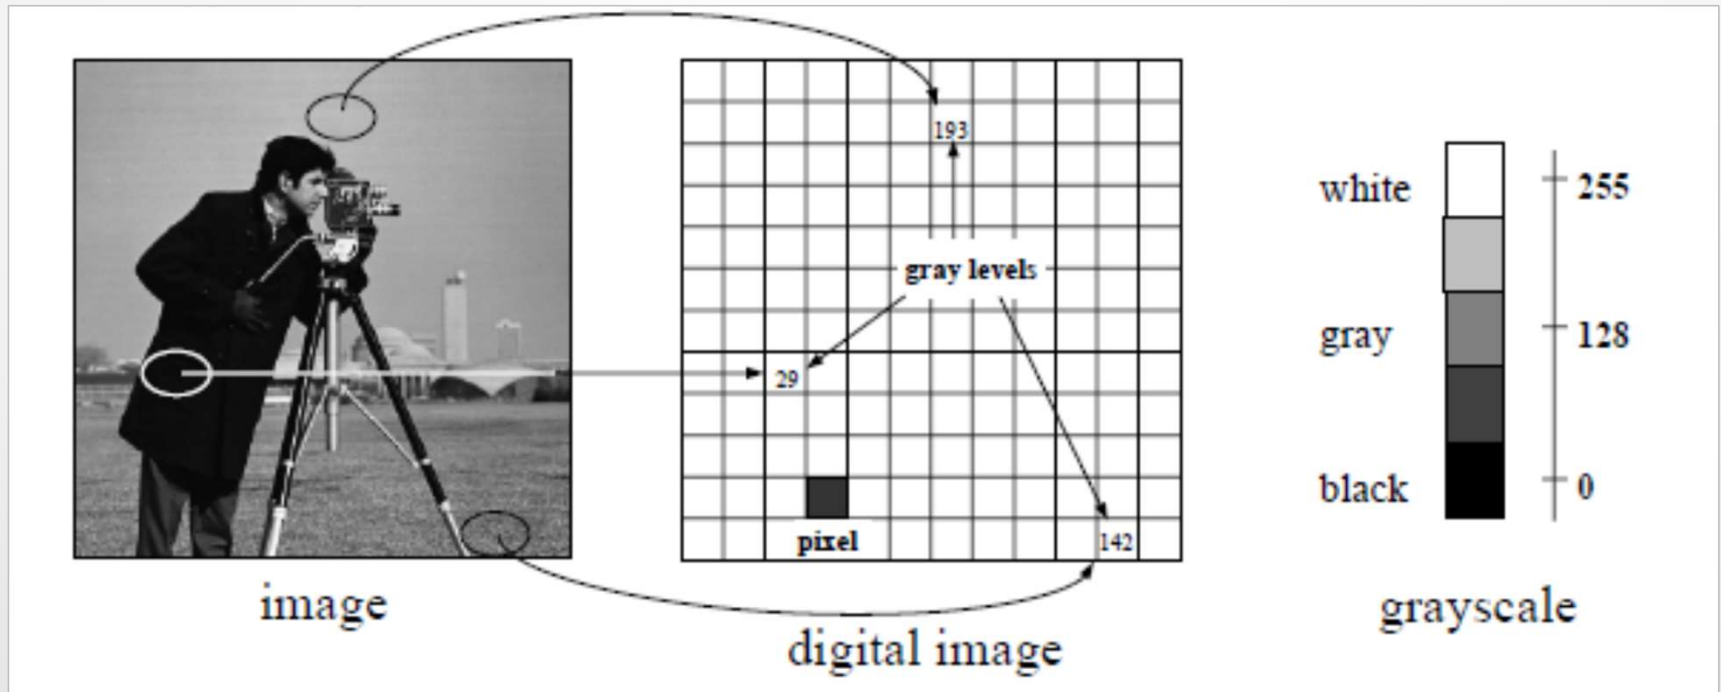 193
gray levels
29
pixel
142
white
255
gray
128
black
0
image
digital image
grayscale